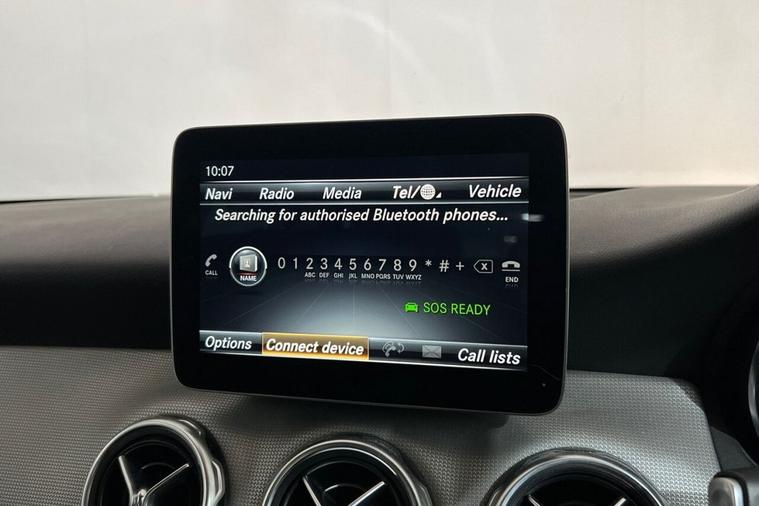 10:07
Navi Radio Media Tel/ Vehicle
Searching for authorised Bluetooth phones...
CALL NAME 0 1 2 3 4 5 6 7 8 9 * # + END
ABC DEF GHI JKL MNO PQRS TUV WXYZ
SOS READY
Options Connect device Call lists